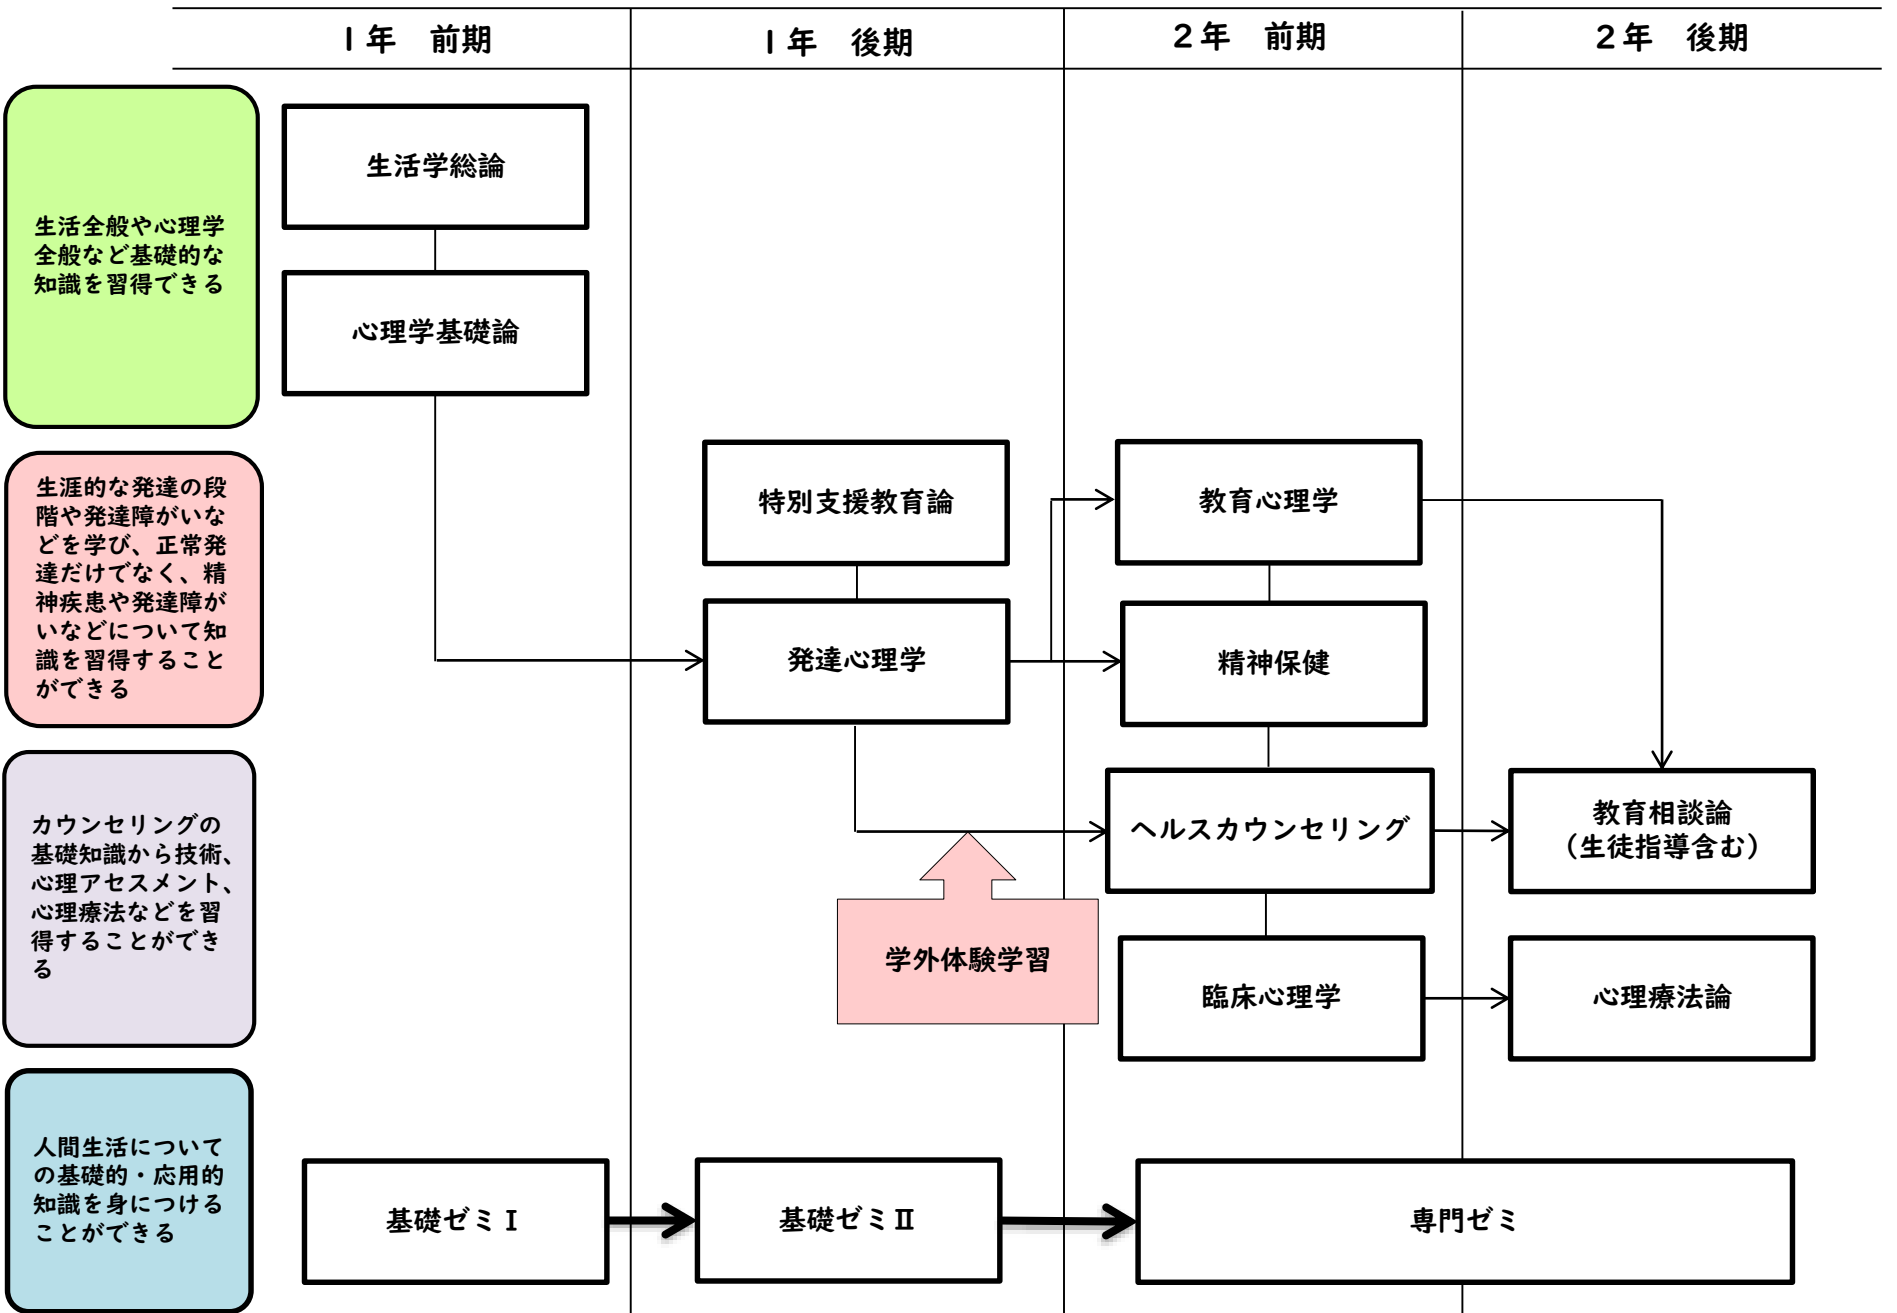 1年　前期
1年　後期
2年　前期
2年　後期
生活全般や心理学
全般など基礎的な
知識を習得できる
生活学総論
心理学基礎論
生涯的な発達の段
階や発達障がいな
どを学び、正常発
達だけでなく、精
神疾患や発達障が
いなどについて知
識を習得すること
ができる
特別支援教育論
教育心理学
発達心理学
精神保健
カウンセリングの
基礎知識から技術、
心理アセスメント、
心理療法などを習
得することができ
る
ヘルスカウンセリング
教育相談論
（生徒指導含む）
学外体験学習
臨床心理学
心理療法論
人間生活について
の基礎的・応用的
知識を身につける
ことができる
基礎ゼミⅠ
基礎ゼミⅡ
専門ゼミ